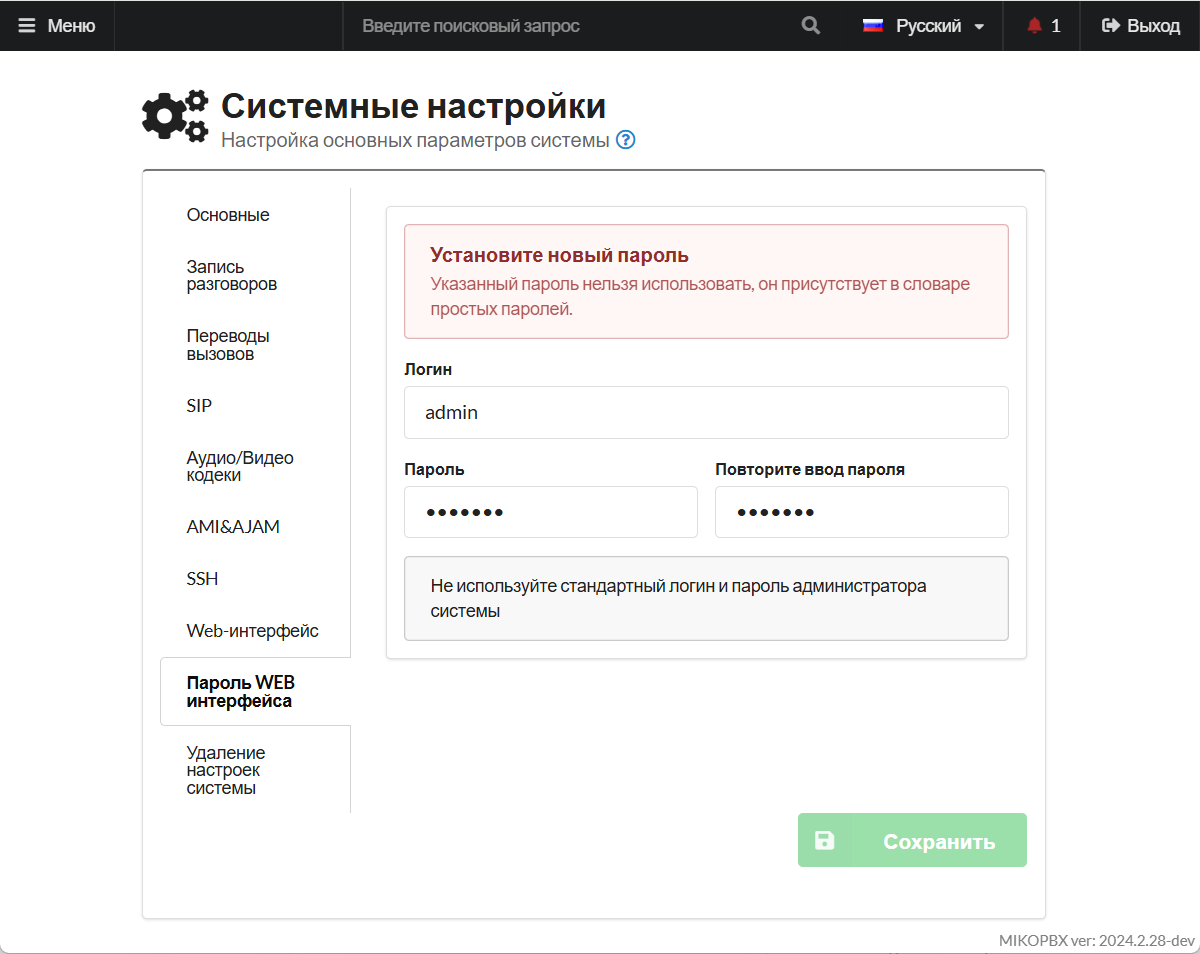 Меню
Введите поисковый запрос
Русский
1
Выход
Системные настройки
Настройка основных параметров системы
Основные
Запись
разговоров
Переводы
вызовов
SIP
Аудио/Видео
кодеки
AMI&AJAM
SSH
Web-интерфейс
Пароль WEB
интерфейса
Удаление
настроек
системы
Установите новый пароль
Указанный пароль нельзя использовать, он присутствует в словаре
простых паролей.
Логин
admin
Пароль
Повторите ввод пароля
•••••••
•••••••
Не используйте стандартный логин и пароль администратора
системы
Сохранить
MIKOPBX ver: 2024.2.28-dev